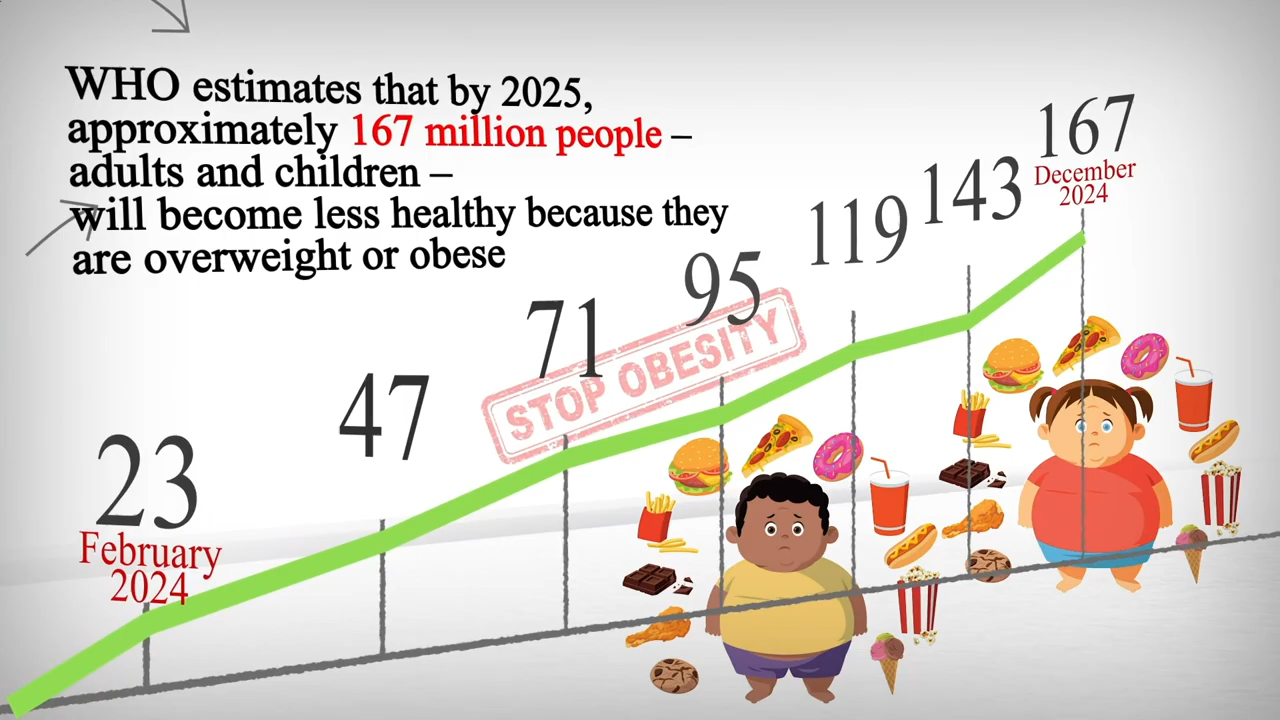 WHO estimates that by 2025,
approximately 167 million people –
adults and children –
will become less healthy because they
are overweight or obese
23
February
2024
47
71
STOP OBESITY
95
119
143
167
December
2024